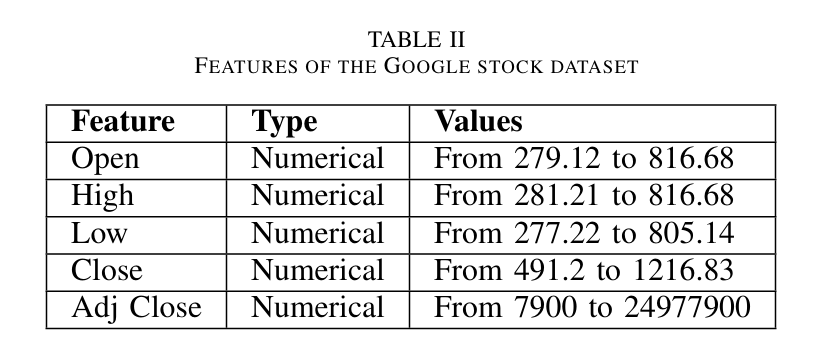 TABLE II
FEATURES OF THE GOOGLE STOCK DATASET
Feature Type Values
Open Numerical From 279.12 to 816.68
High Numerical From 281.21 to 816.68
Low Numerical From 277.22 to 805.14
Close Numerical From 491.2 to 1216.83
Adj Close Numerical From 7900 to 24977900